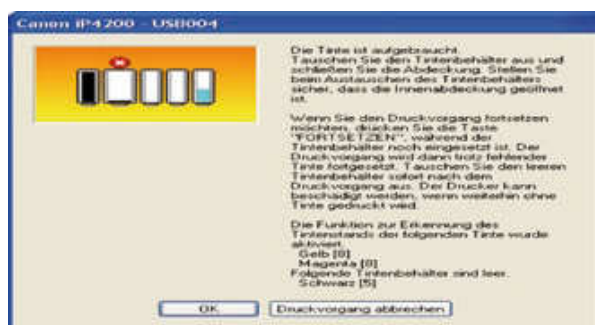 Canon iP4200 - USB004
Die Tinte ist aufgebraucht.
Tauschen Sie den Tintenbehälter aus und
schließen Sie die Abdeckung. Stellen Sie
beim Austauschen des Tintenbehälters
sicher, dass die Innenabdeckung geöffnet
ist.
Wenn Sie den Druckvorgang fortsetzen
möchten, drücken Sie die Taste
"FORTSETZEN", während der
Tintenbehälter noch eingesetzt ist. Der
Druckvorgang wird dann trotz fehlender
Tinte fortgesetzt. Tauschen Sie den leeren
Tintenbehälter sofort nach dem
Druckvorgang aus. Der Drucker kann
beschädigt werden, wenn weiterhin ohne
Tinte gedruckt wird.
Die Funktion zur Erkennung des
Tintenstands der folgenden Tinte wurde
aktiviert.
Gelb [8]
Magenta [8]
Folgende Tintenbehälter sind leer.
Schwarz [5]
OK
Druckvorgang abbrechen